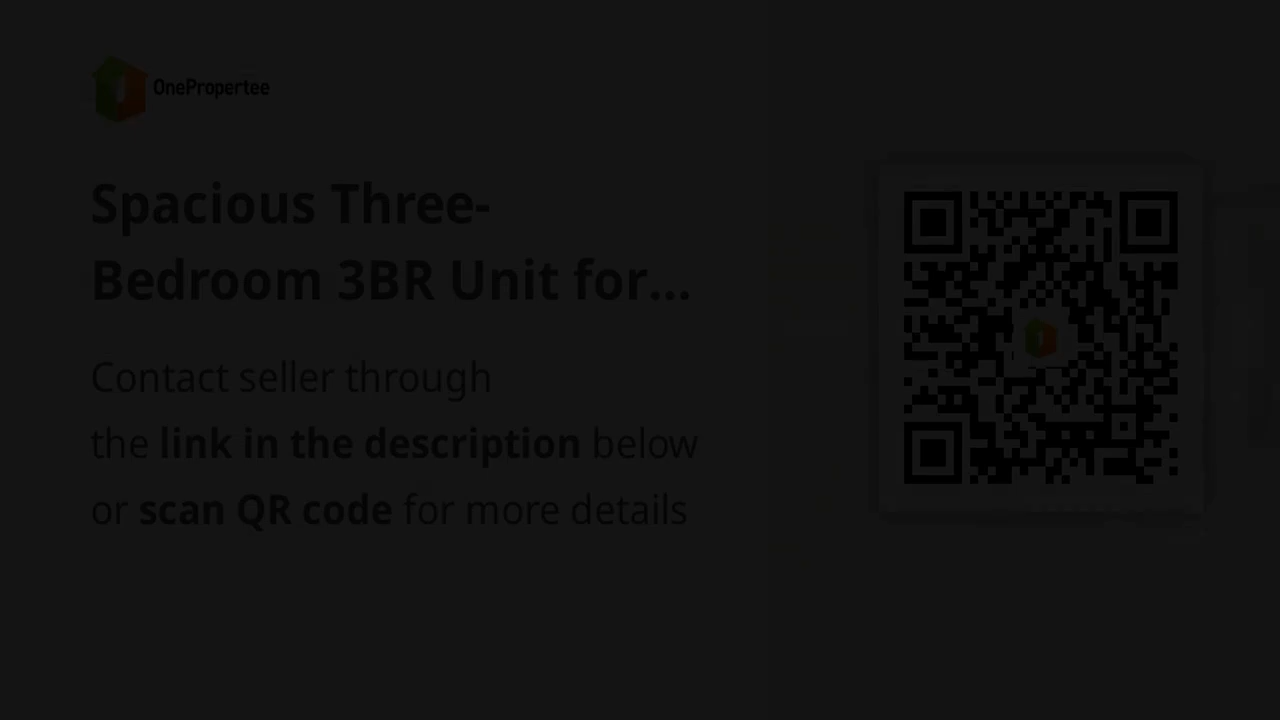 OnePropertee
Spacious Three-
Bedroom 3BR Unit for...
Contact seller through
the link in the description below
or scan QR code for more details